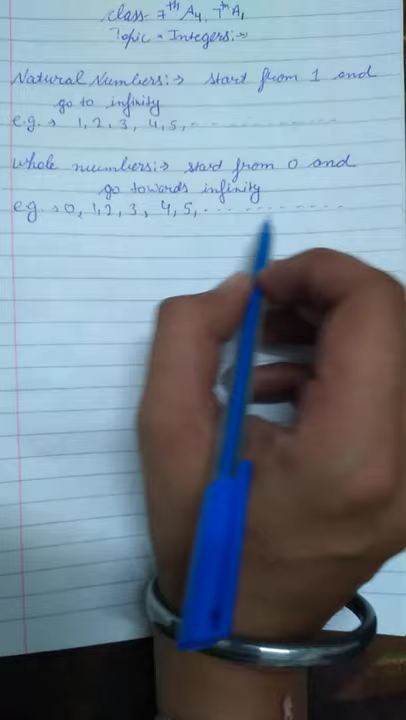 class- 7th A4, 7th A1
Topic = Integers:→
Natural Numbers:→ start from 1 and
go to infinity
e.g. → 1, 2, 3, 4, 5, - - - - - - - - - -
Whole numbers:→ start from 0 and
go towards infinity
eg. → 0, 1, 2, 3, 4, 5, - - - - - - - - - -